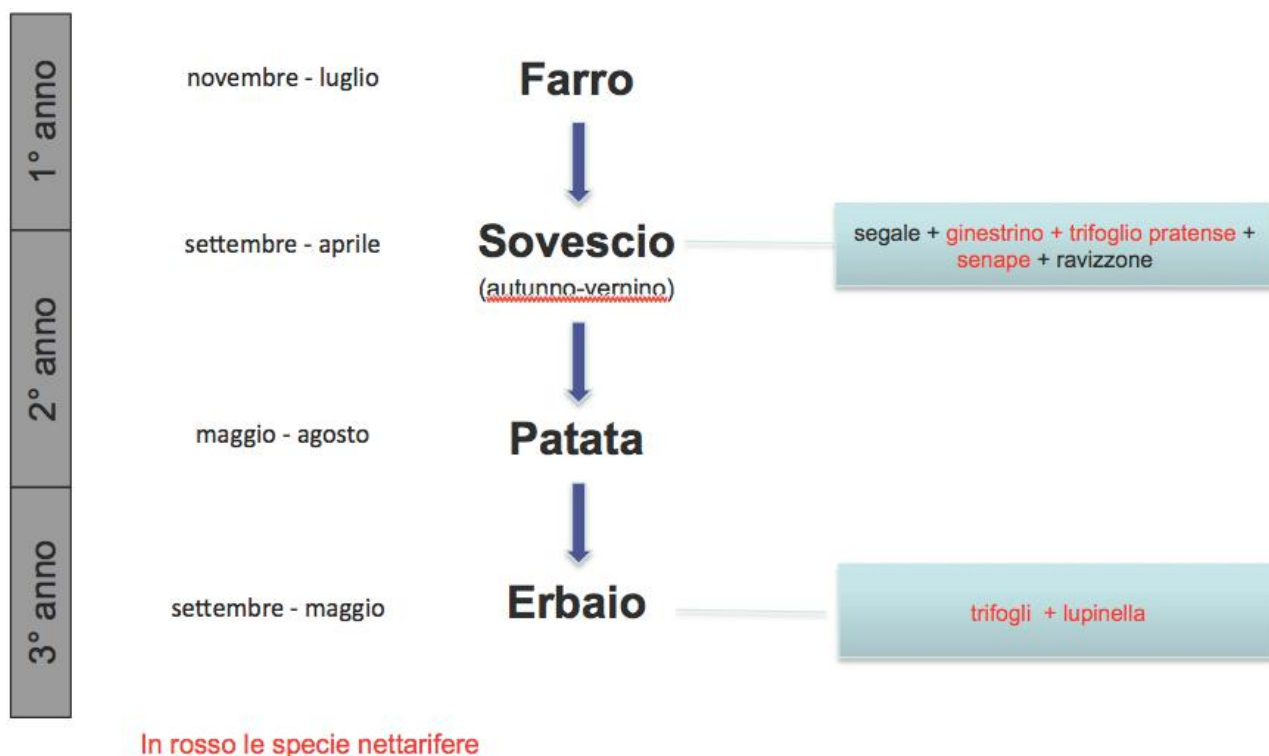 1° anno
novembre - luglio
Farro
2° anno
settembre - aprile
Sovescio
(autunno-vernino)
segale + ginestrino + trifoglio pratense +
senape + ravizzone
maggio - agosto
Patata
3° anno
settembre - maggio
Erbaio
trifogli + lupinella
In rosso le specie nettarifere